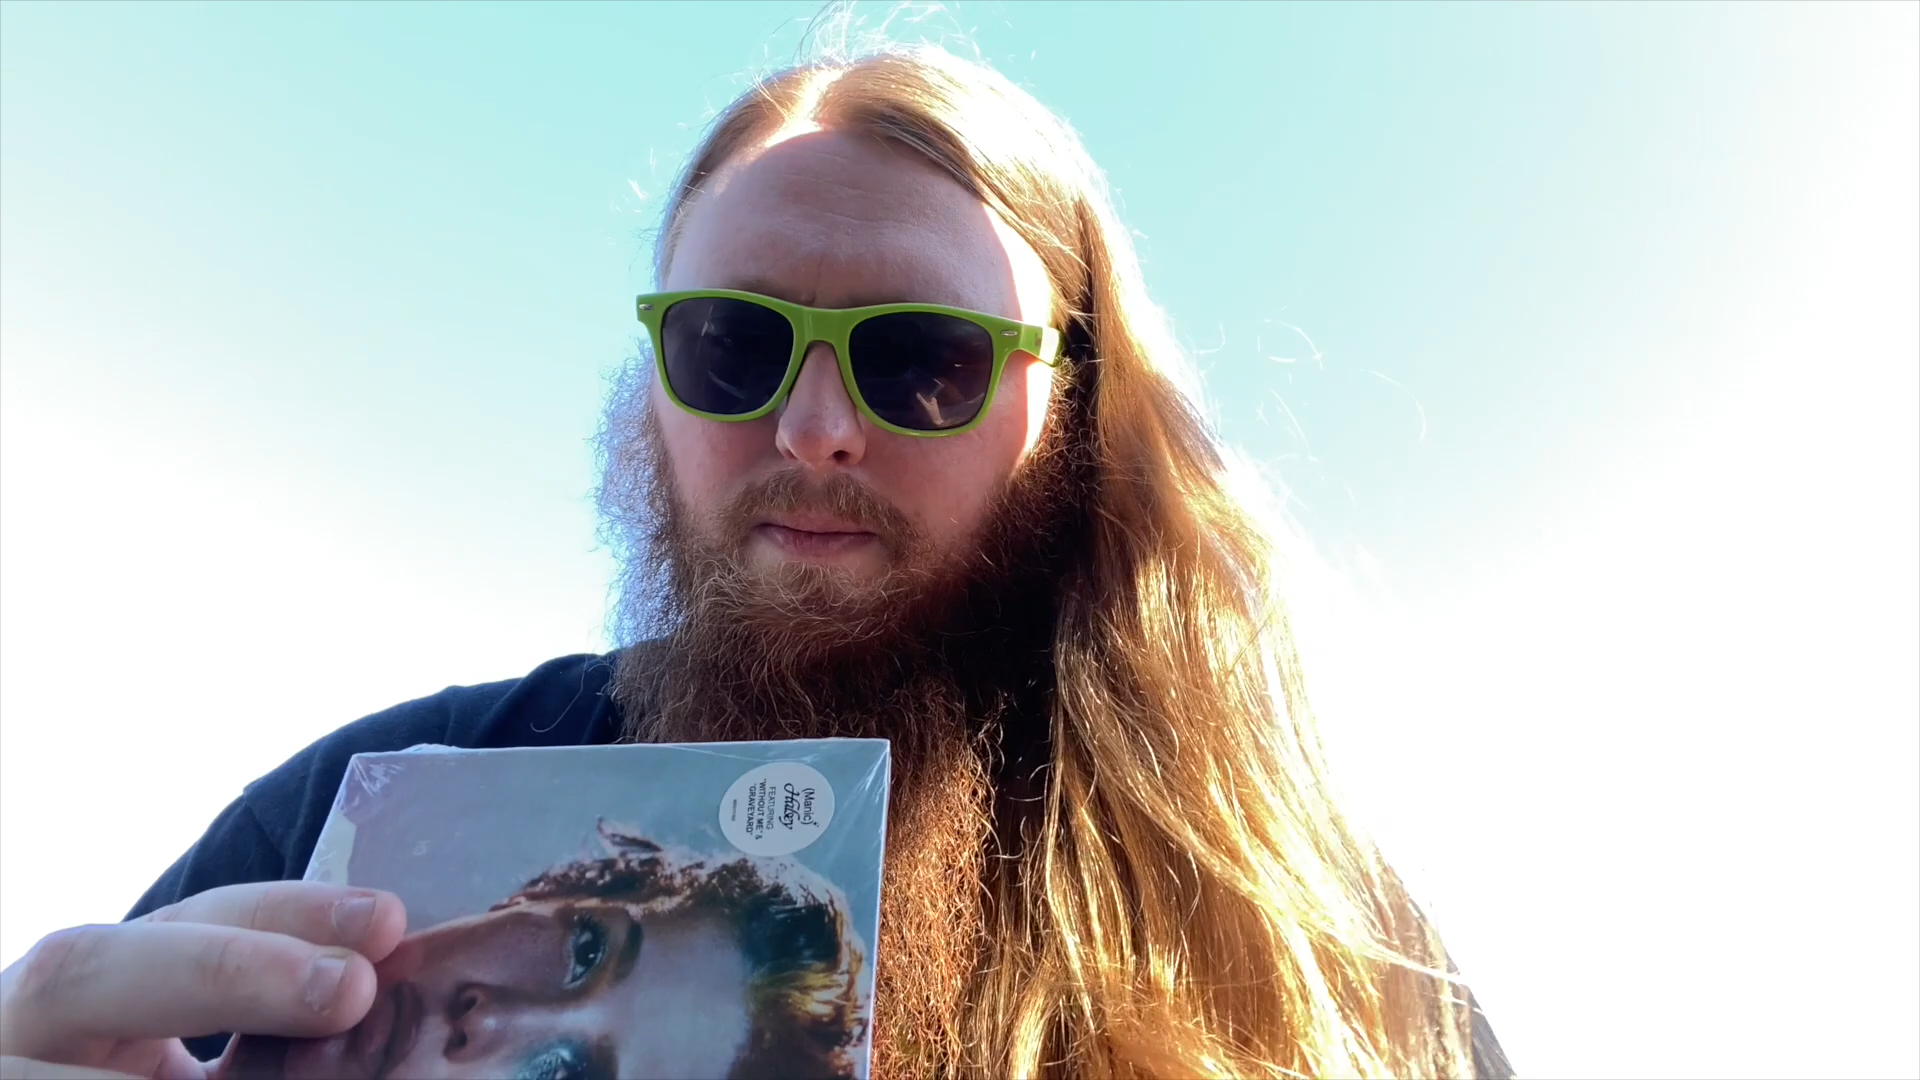 (Manic)
Halsey
FEATURING
"WITHOUT ME" &
"GRAVEYARD"